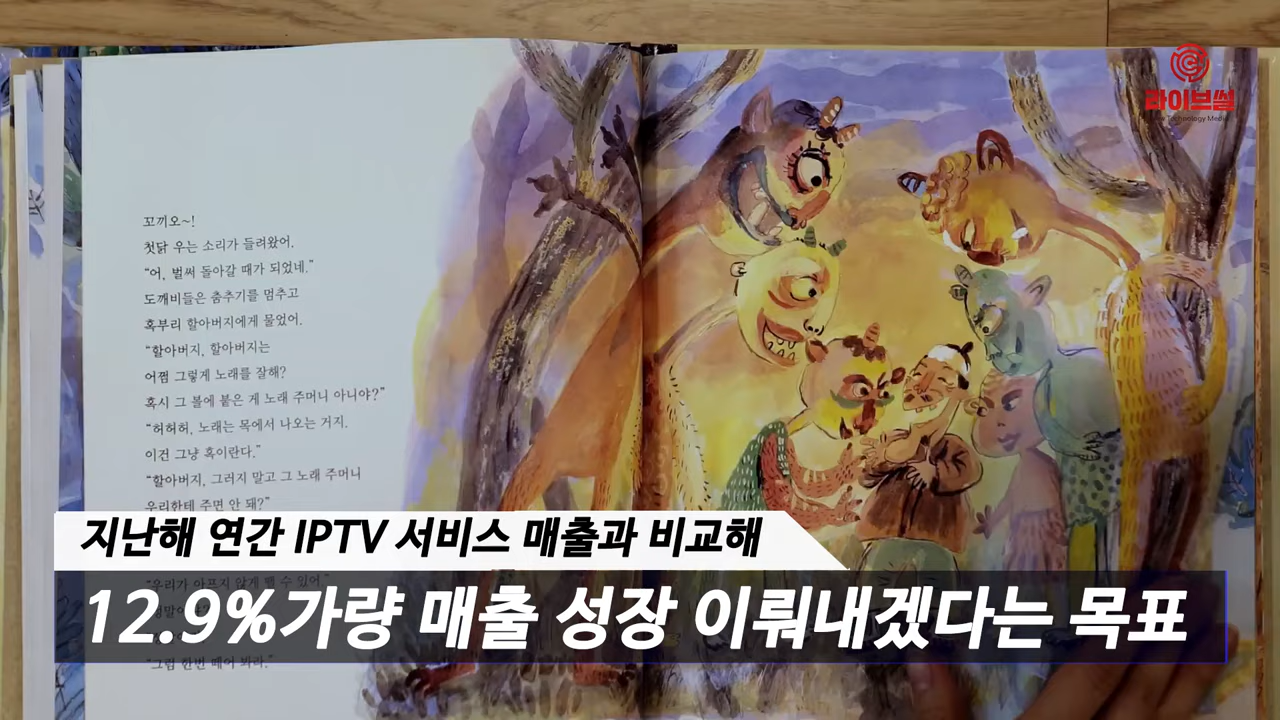 라이브썰
꼬끼오~!
첫닭 우는 소리가 들려왔어.
“어, 벌써 돌아갈 때가 되었네.”
도깨비들은 춤추기를 멈추고
혹부리 할아버지에게 물었어.
“할아버지, 할아버지는
어쩜 그렇게 노래를 잘해?
혹시 그 볼에 붙은 게 노래 주머니 아니야?”
“허허허, 노래는 목에서 나오는 거지.
이건 그냥 혹이란다.”
“할아버지, 그러지 말고 그 노래 주머니
우리한테 주면 안 돼?”
지난해 연간 IPTV 서비스 매출과 비교해
“우리가 아프지 않게 뗄 수 있어.”
12.9%가량 매출 성장 이뤄내겠다는 목표
“그럼 한번 떼어 봐라.”